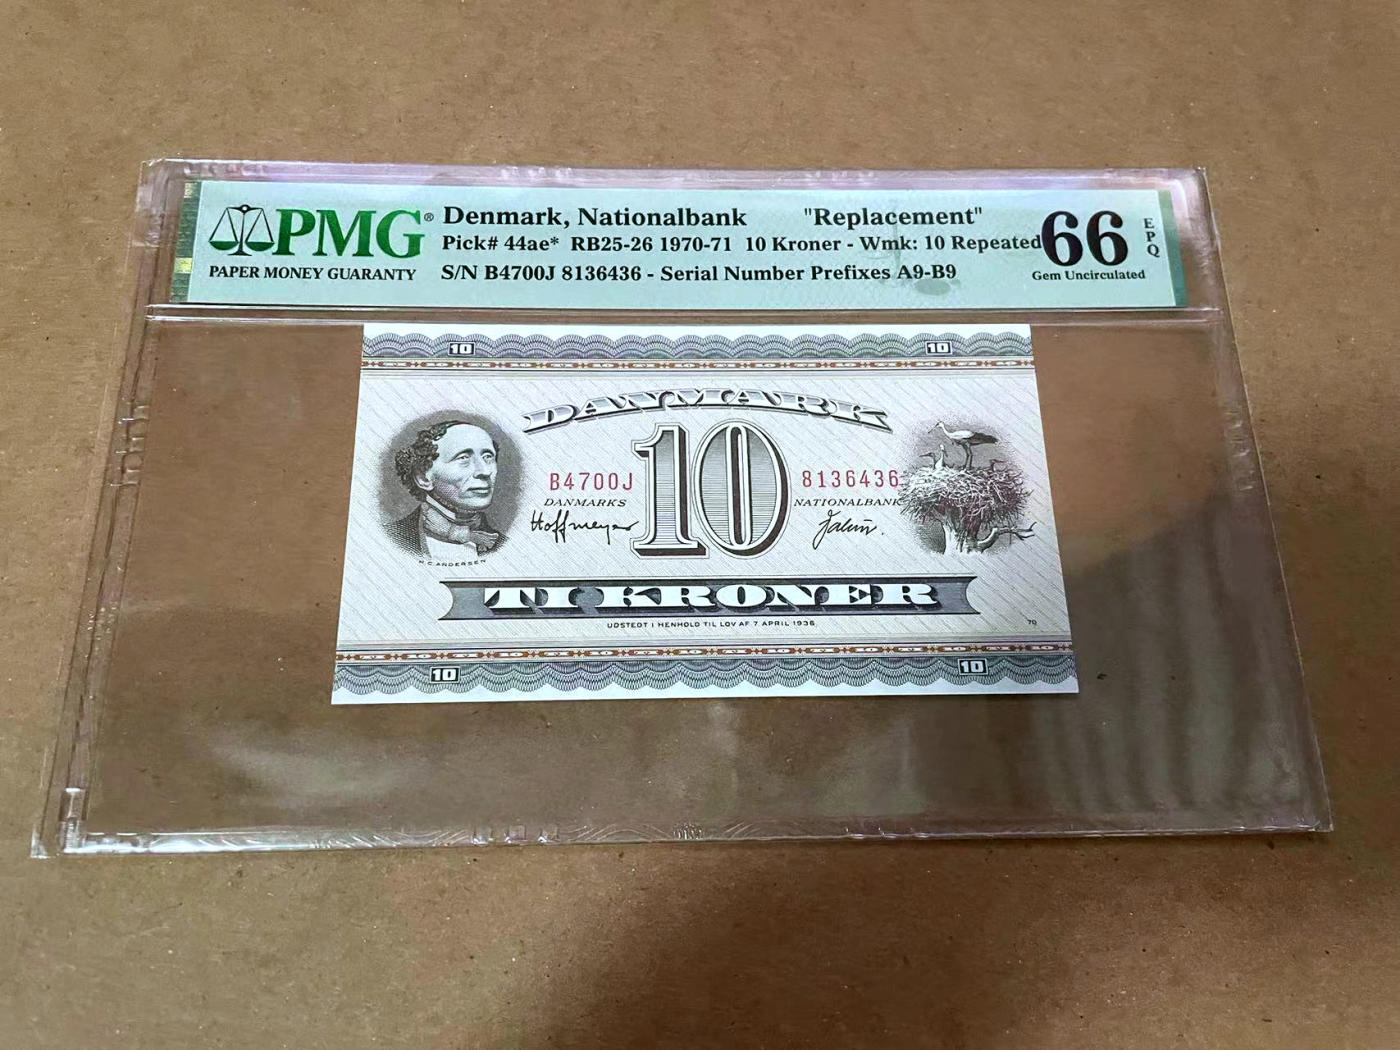 PMG®
PAPER MONEY GUARANTY
Denmark, Nationalbank "Replacement"
Pick# 44ae* RB25-26 1970-71 10 Kroner - Wmk: 10 Repeated
S/N B4700J 8136436 - Serial Number Prefixes A9-B9
66
EPQ
Gem Uncirculated
10 10
DANMARK
10
B4700J 8136436
DANMARKS NATIONALBANK
Hoffmeyer
H.C. ANDERSEN
TI KRONER
UDSTEDT I HENHOLD TIL LOV AF 7 APRIL 1936
70
10 10